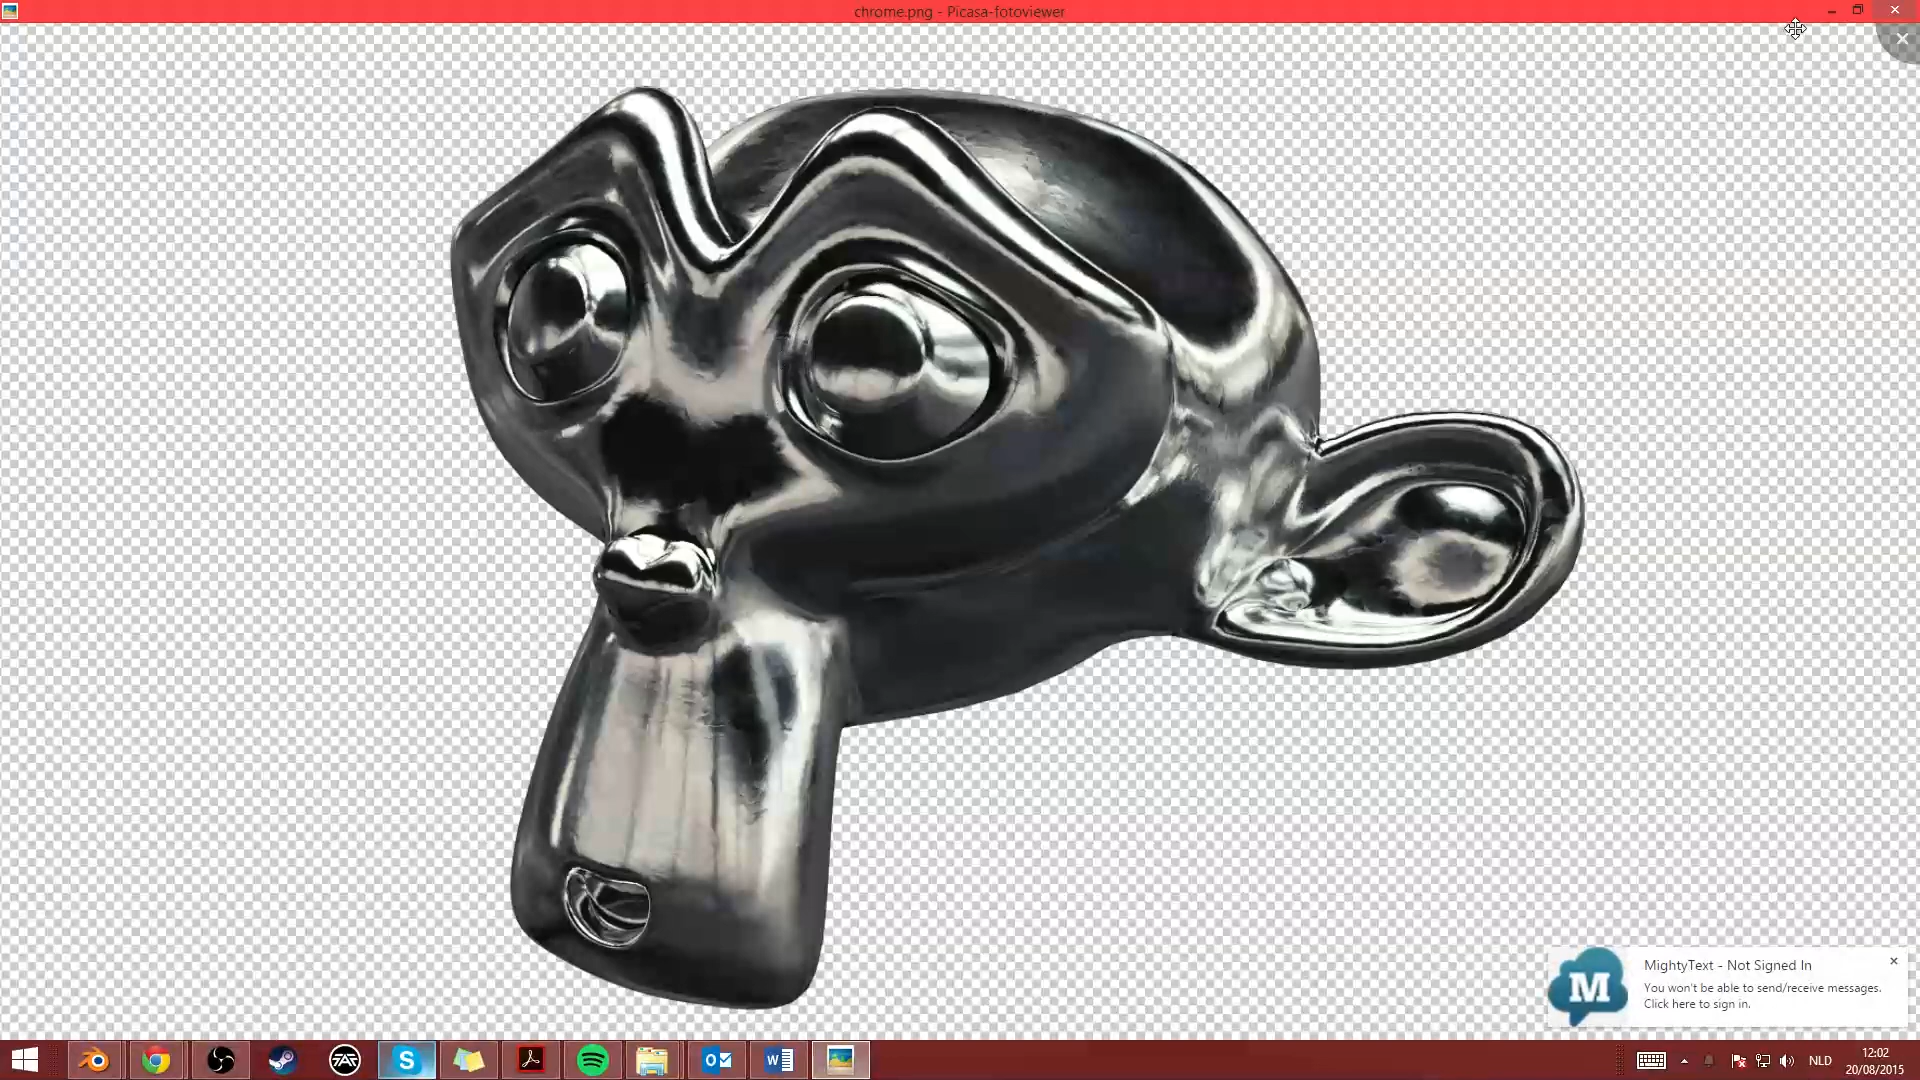 chrome.png - Picasa-fotoviewer
MightyText - Not Signed In
You won't be able to send/receive messages.
Click here to sign in.
M
S
NLD
12:02
20/08/2015